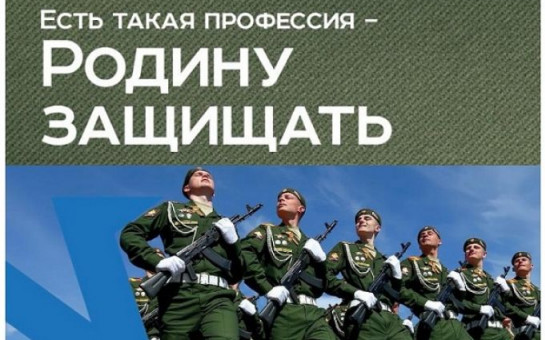 Есть такая профессия –
Родину
защищать